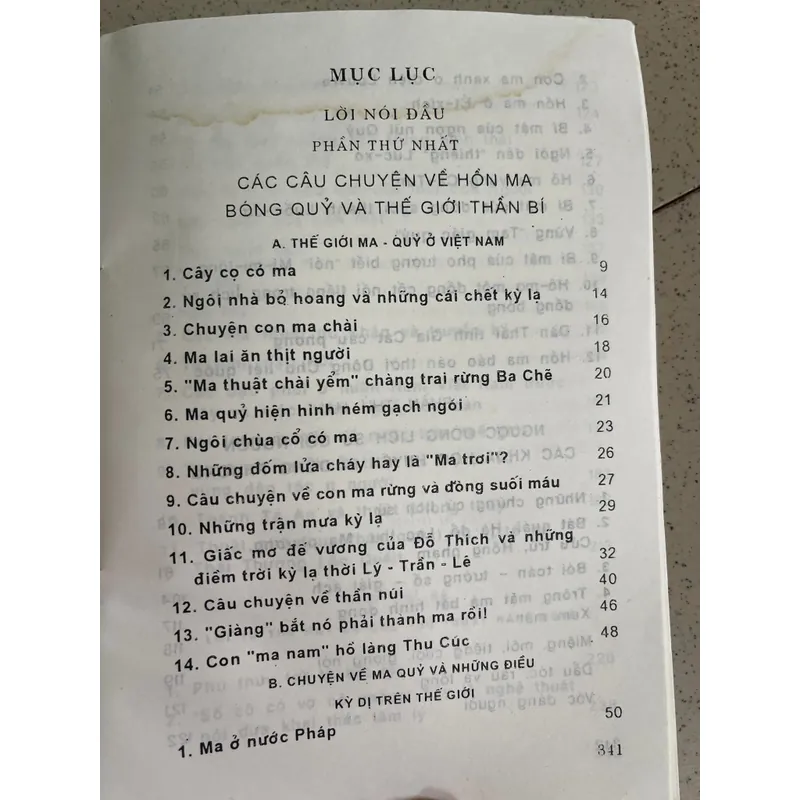 MỤC LỤC
LỜI NÓI ĐẦU
PHẦN THỨ NHẤT
CÁC CÂU CHUYỆN VỀ HỒN MA
BÓNG QUỶ VÀ THẾ GIỚI THẦN BÍ
A. THẾ GIỚI MA - QUỶ Ở VIỆT NAM
1. Cây cọ có ma 9
2. Ngôi nhà bỏ hoang và những cái chết kỳ lạ 14
3. Chuyện con ma chài 16
4. Ma lai ăn thịt người 18
5. "Ma thuật chài yểm" chàng trai rừng Ba Chẽ 20
6. Ma quỷ hiện hình ném gạch ngói 21
7. Ngôi chùa cổ có ma 23
8. Những đốm lửa cháy hay là "Ma trơi"? 26
9. Câu chuyện về con ma rừng và dòng suối máu 27
10. Những trận mưa kỳ lạ 29
11. Giấc mơ đế vương của Đỗ Thích và những
điềm trời kỳ lạ thời Lý - Trần - Lê 32
12. Câu chuyện về thần núi 40
13. "Giàng" bắt nó phải thành ma rồi! 46
14. Con "ma nam" hồ làng Thu Cúc 48
B. CHUYỆN VỀ MA QUỶ VÀ NHỮNG ĐIỀU
KỲ DỊ TRÊN THẾ GIỚI
1. Ma ở nước Pháp 50
341